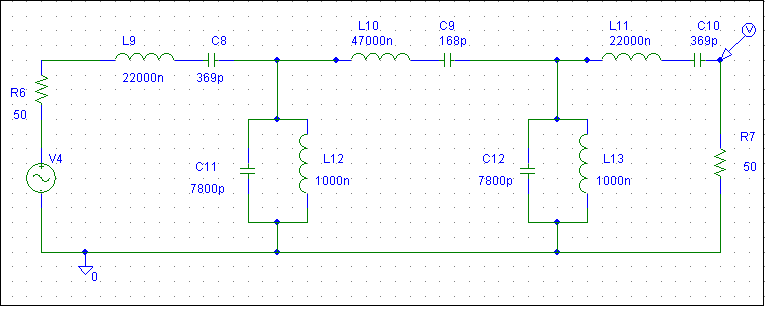 L9
C8
22000n
369p
L10
47000n
C9
168p
L11
22000n
C10
369p
V
R6
50
V4
C11
7800p
L12
1000n
C12
7800p
L13
1000n
R7
50
0